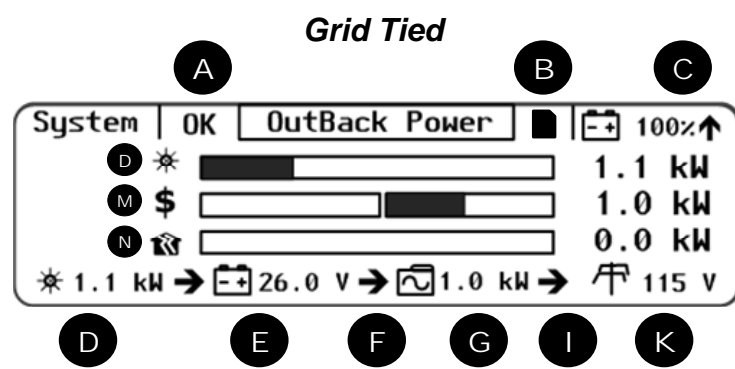 Grid Tied
A B C
System OK OutBack Power 100%
D 1.1 kW
M $ 1.0 kW
N 0.0 kW
1.1 kW 26.0 V 1.0 kW 115 V
D E F G I K